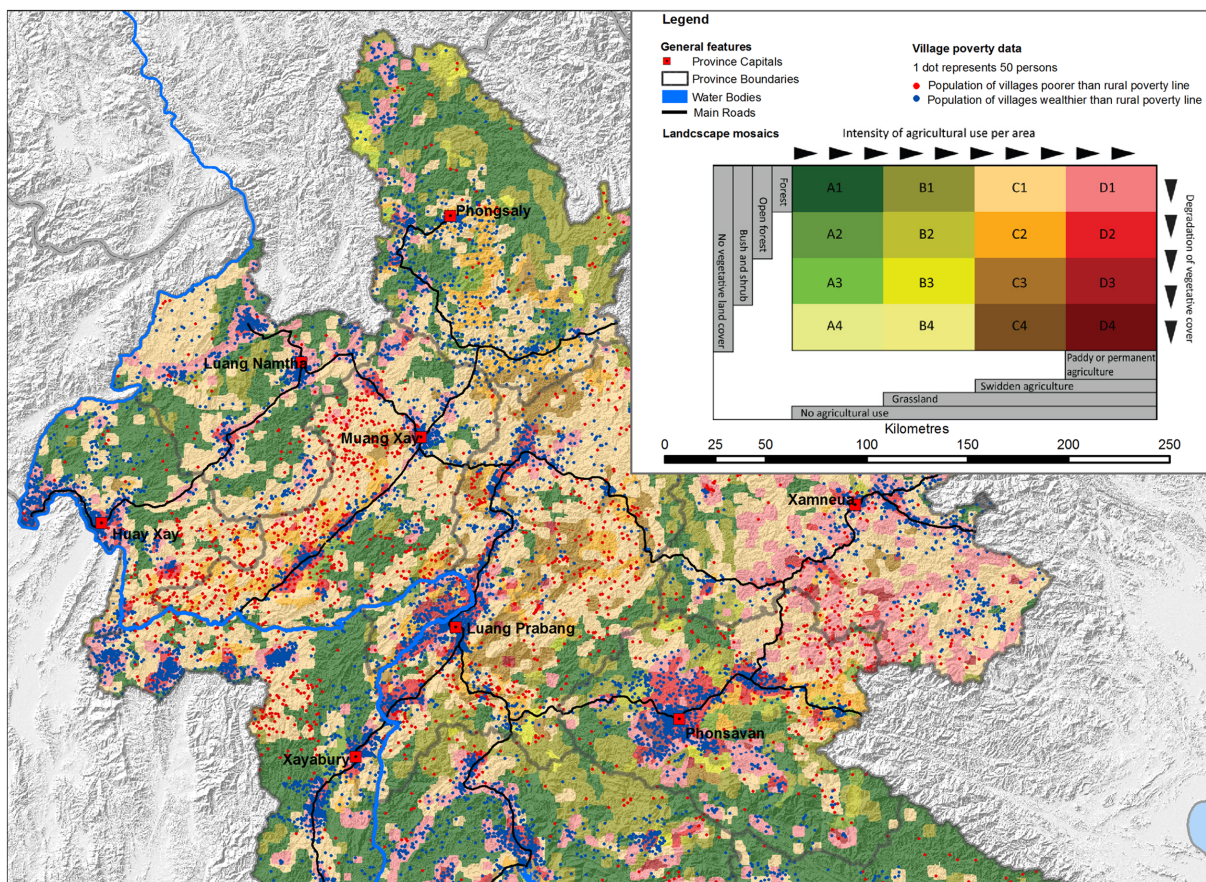 Legend
General features
Province Capitals
Province Boundaries
Water Bodies
Main Roads
Village poverty data
1 dot represents 50 persons
Population of villages poorer than rural poverty line
Population of villages wealthier than rural poverty line
Landscape mosaics
Intensity of agricultural use per area
No vegetative land cover
Bush and shrub
Open forest
Forest
A1 B1 C1 D1
A2 B2 C2 D2
A3 B3 C3 D3
A4 B4 C4 D4
Degradation of vegetative cover
Paddy or permanent
agriculture
Swidden agriculture
Grassland
No agricultural use
Kilometres
0 25 50 100 150 200 250
Phongsaly
Luang Namtha
Muang Xay
Xamneua
Huay Xay
Luang Prabang
Phonsavan
Xayabury